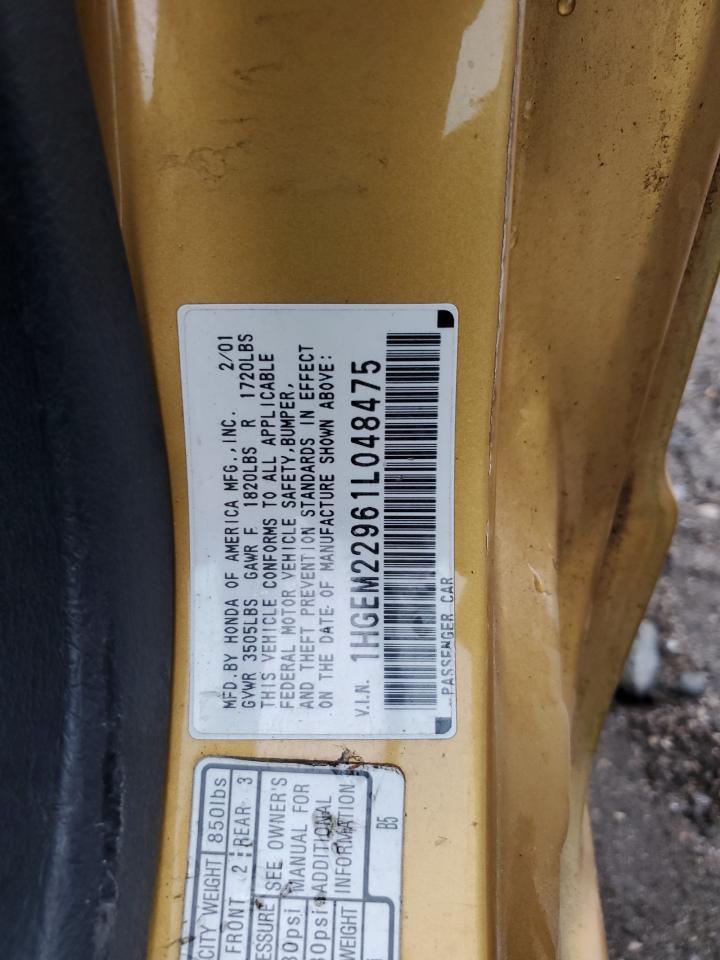 MFD.BY HONDA OF AMERICA MFG.,INC. 2/01
GVWR 3505LBS GAWR F 1820LBS R 1720LBS
THIS VEHICLE CONFORMS TO ALL APPLICABLE
FEDERAL MOTOR VEHICLE SAFETY,BUMPER,
AND THEFT PREVENTION STANDARDS IN EFFECT
ON THE DATE OF MANUFACTURE SHOWN ABOVE:
V.I.N. 1HGEM22961L048475
PASSENGER CAR
WEIGHT 850lbs
FRONT 2 REAR 3
SEE OWNER'S
MANUAL FOR
ADDITIONAL
INFORMATION
WEIGHT
B5